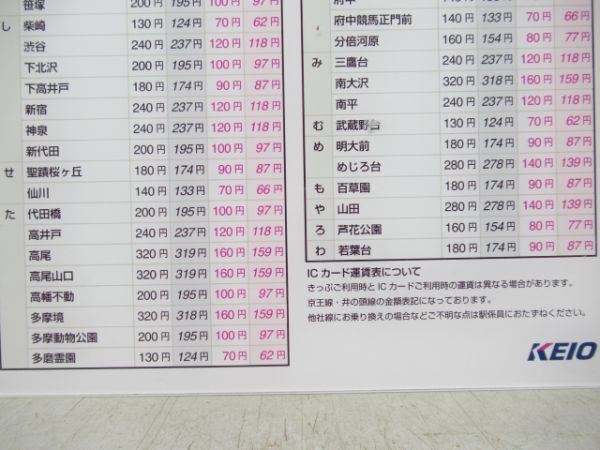 笹塚 200円 195円 100円 97円
し 柴崎 130円 124円 70円 62円
渋谷 240円 237円 120円 118円
下北沢 200円 195円 100円 97円
下高井戸 180円 174円 90円 87円
新宿 240円 237円 120円 118円
神泉 240円 237円 120円 118円
新代田 200円 195円 100円 97円
せ 聖蹟桜ヶ丘 180円 174円 90円 87円
仙川 140円 133円 70円 66円
た 代田橋 200円 195円 100円 97円
高井戸 240円 237円 120円 118円
高尾 320円 319円 160円 159円
高尾山口 320円 319円 160円 159円
高幡不動 200円 195円 100円 97円
多摩境 320円 318円 160円 159円
多摩動物公園 200円 195円 100円 97円
多磨霊園 130円 124円 70円 62円
府中競馬正門前 140円 133円 70円 66円
分倍河原 160円 154円 80円 77円
み 三鷹台 240円 237円 120円 118円
南大沢 320円 318円 160円 159円
南平 240円 237円 120円 118円
む 武蔵野台 130円 124円 70円 62円
め 明大前 180円 174円 90円 87円
めじろ台 280円 278円 140円 139円
も 百草園 180円 174円 90円 87円
や 山田 280円 278円 140円 139円
ろ 芦花公園 160円 154円 80円 77円
わ 若葉台 180円 174円 90円 87円
ICカード運賃表について
きっぷご利用時とICカードご利用時の運賃は異なる場合があります。
京王線・井の頭線の金額表記になっております。
他社線にお乗り換えの場合などご不明な点は駅係員におたずねください。
KEIO